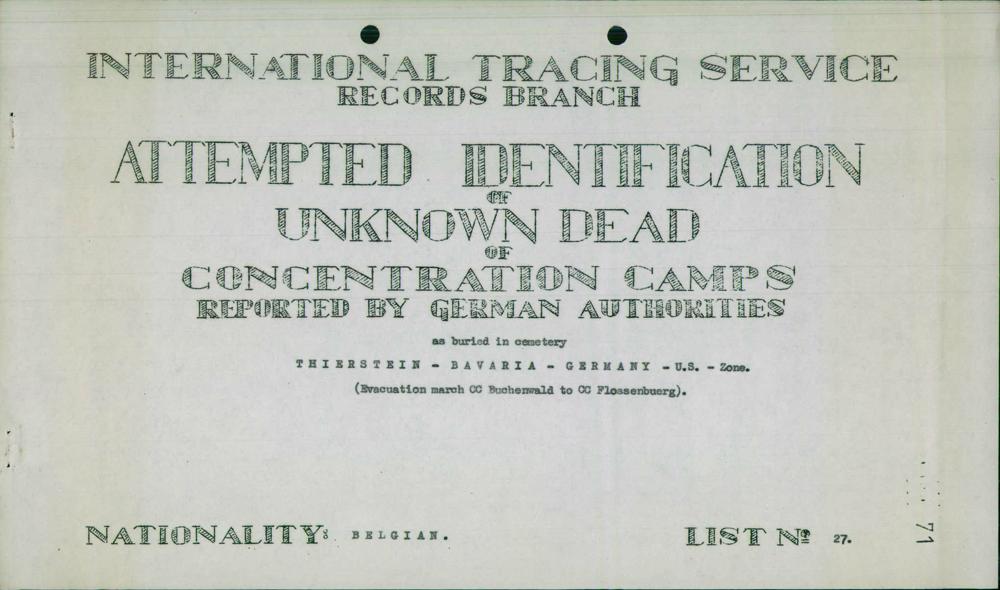 INTERNATIONAL TRACING SERVICE
RECORDS BRANCH
ATTEMPTED IDENTIFICATION
OF
UNKNOWN DEAD
OF
CONCENTRATION CAMPS
REPORTED BY GERMAN AUTHORITIES
as buried in cemetery
THIERSTEIN - BAVARIA - GERMANY - U.S. - Zone.
(Evacuation march CC Buchenwald to CC Flossenbuerg).
NATIONALITY: BELGIAN.
LIST Nº 27.
71